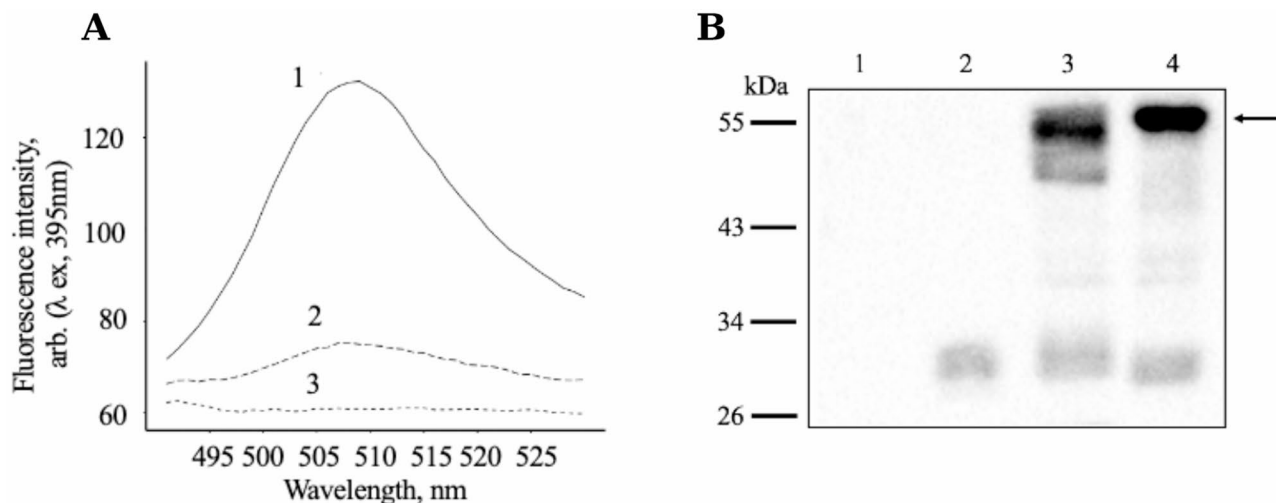 A
B
1
2
3
Fluorescence intensity,
arb. (λ ex, 395nm)
120
100
80
60
495 500 505 510 515 520 525
Wavelength, nm
kDa
1 2 3 4
55
43
34
26